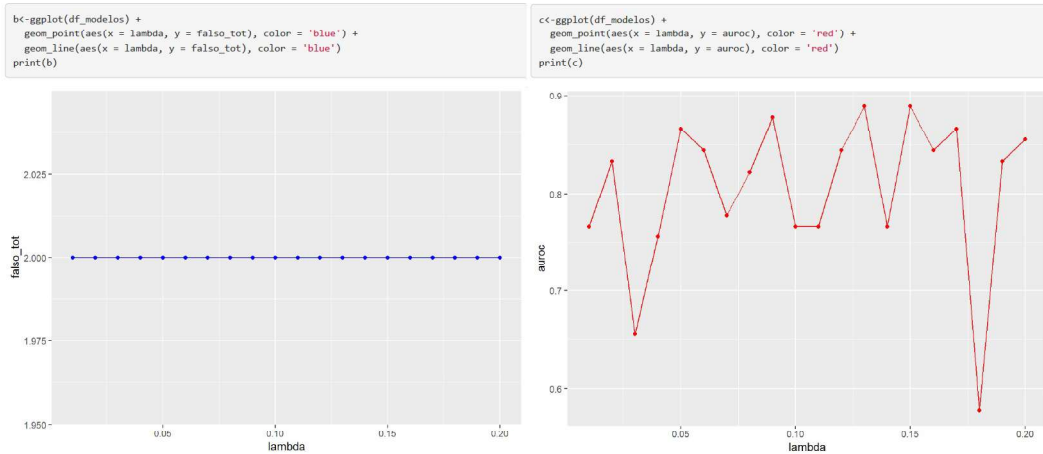 b<-ggplot(df_modelos) +
geom_point(aes(x = lambda, y = falso_tot), color = 'blue') +
geom_line(aes(x = lambda, y = falso_tot), color = 'blue')
print(b)
2.025
2.000
1.975
1.950
falso_tot
0.05 0.10 0.15 0.20
lambda
c<-ggplot(df_modelos) +
geom_point(aes(x = lambda, y = auroc), color = 'red') +
geom_line(aes(x = lambda, y = auroc), color = 'red')
print(c)
0.9
0.8
0.7
0.6
auroc
0.05 0.10 0.15 0.20
lambda